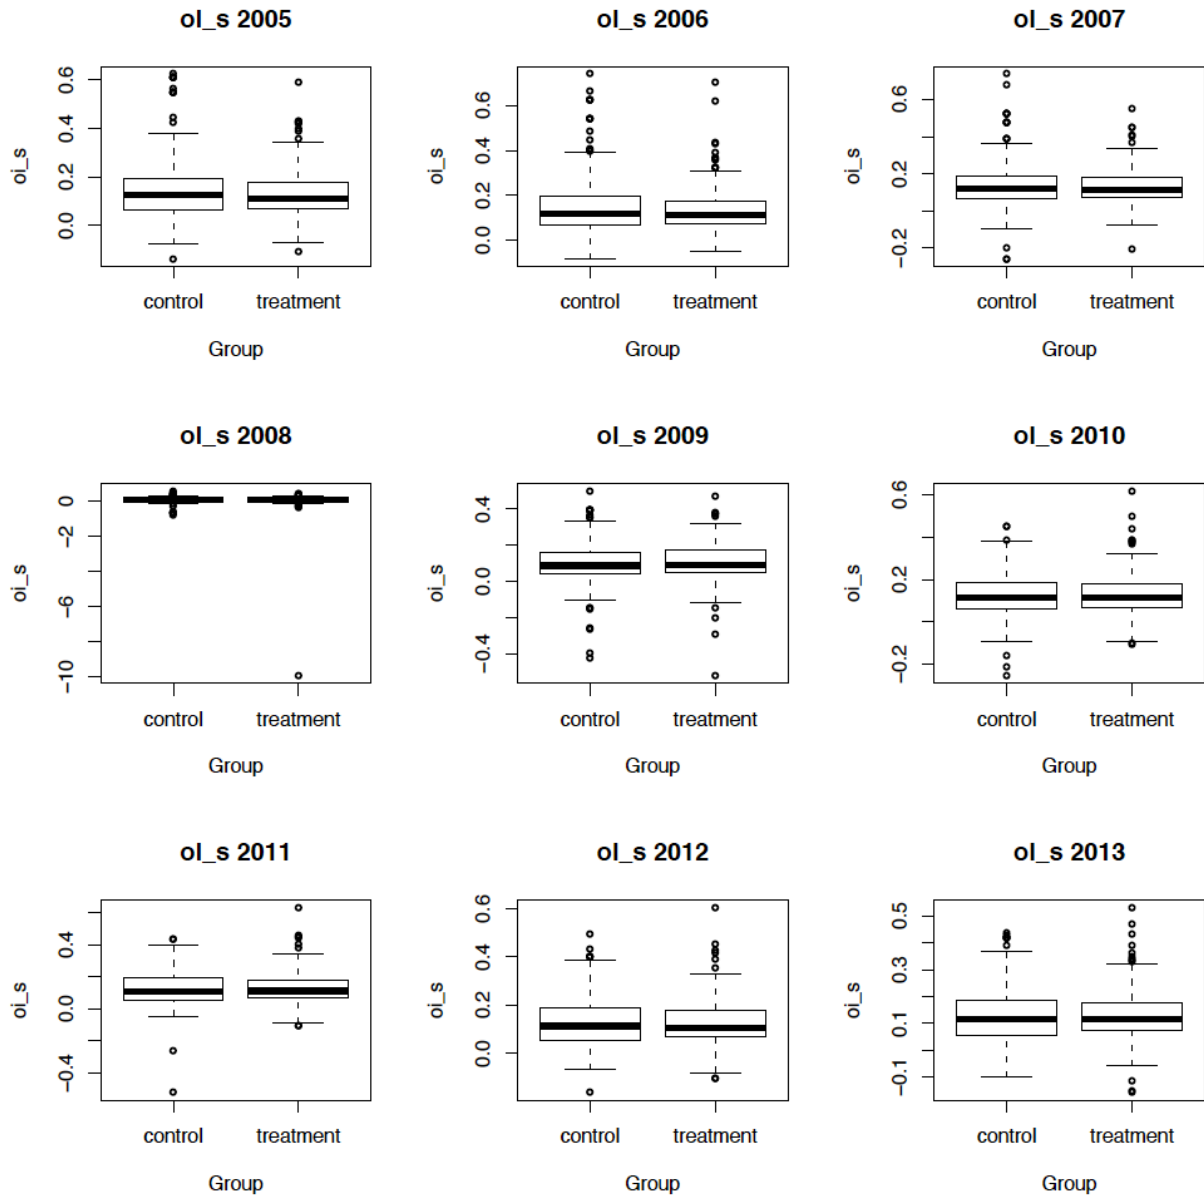 ol_s 2005
oi_s
0.0 0.2 0.4 0.6
control treatment
Group
ol_s 2006
oi_s
0.0 0.2 0.4 0.6
control treatment
Group
ol_s 2007
oi_s
−0.2 0.2 0.6
control treatment
Group
ol_s 2008
oi_s
−10 −6 −2 0
control treatment
Group
ol_s 2009
oi_s
−0.4 0.0 0.4
control treatment
Group
ol_s 2010
oi_s
−0.2 0.2 0.6
control treatment
Group
ol_s 2011
oi_s
−0.4 0.0 0.4
control treatment
Group
ol_s 2012
oi_s
0.0 0.2 0.4 0.6
control treatment
Group
ol_s 2013
oi_s
−0.1 0.1 0.3 0.5
control treatment
Group